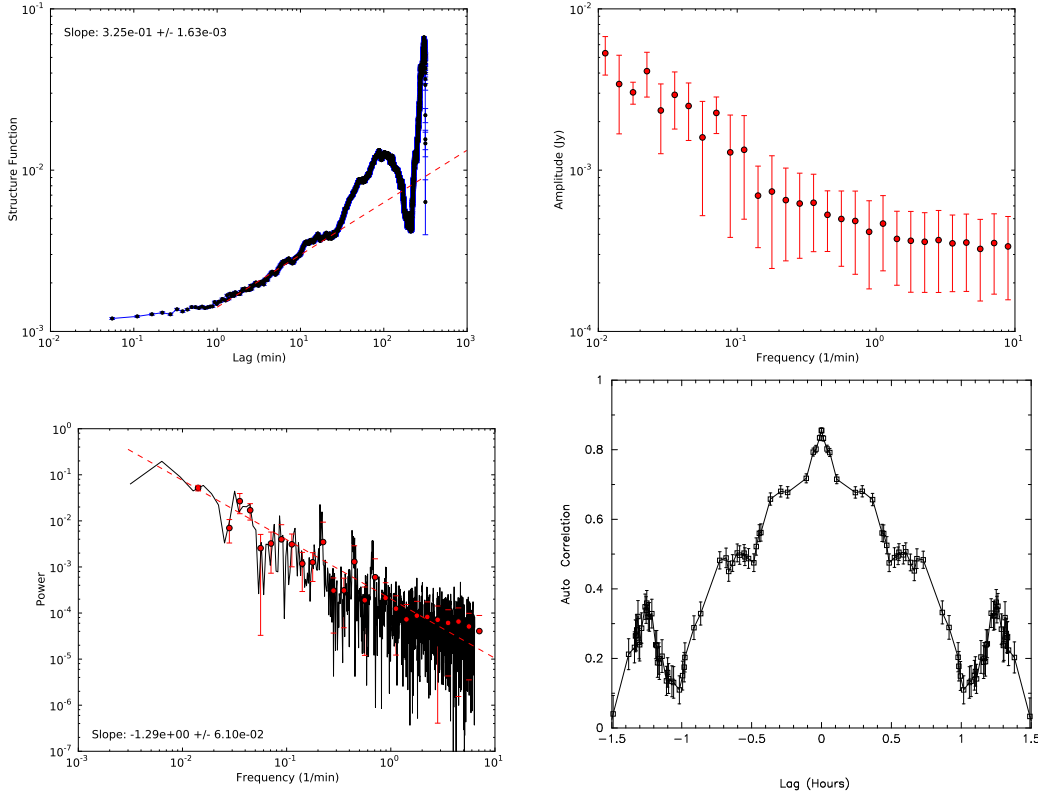 Slope: 3.25e-01 +/- 1.63e-03
Structure Function
10^-1
10^-2
10^-3
10^-2 10^-1 10^0 10^1 10^2 10^3
Lag (min)
Amplitude (Jy)
10^-2
10^-3
10^-4
10^-2 10^-1 10^0 10^1
Frequency (1/min)
Power
10^0
10^-1
10^-2
10^-3
10^-4
10^-5
10^-6
10^-7
Slope: -1.29e+00 +/- 6.10e-02
10^-3 10^-2 10^-1 10^0 10^1
Frequency (1/min)
Auto Correlation
1
0.8
0.6
0.4
0.2
0
−1.5 −1 −0.5 0 0.5 1 1.5
Lag (Hours)